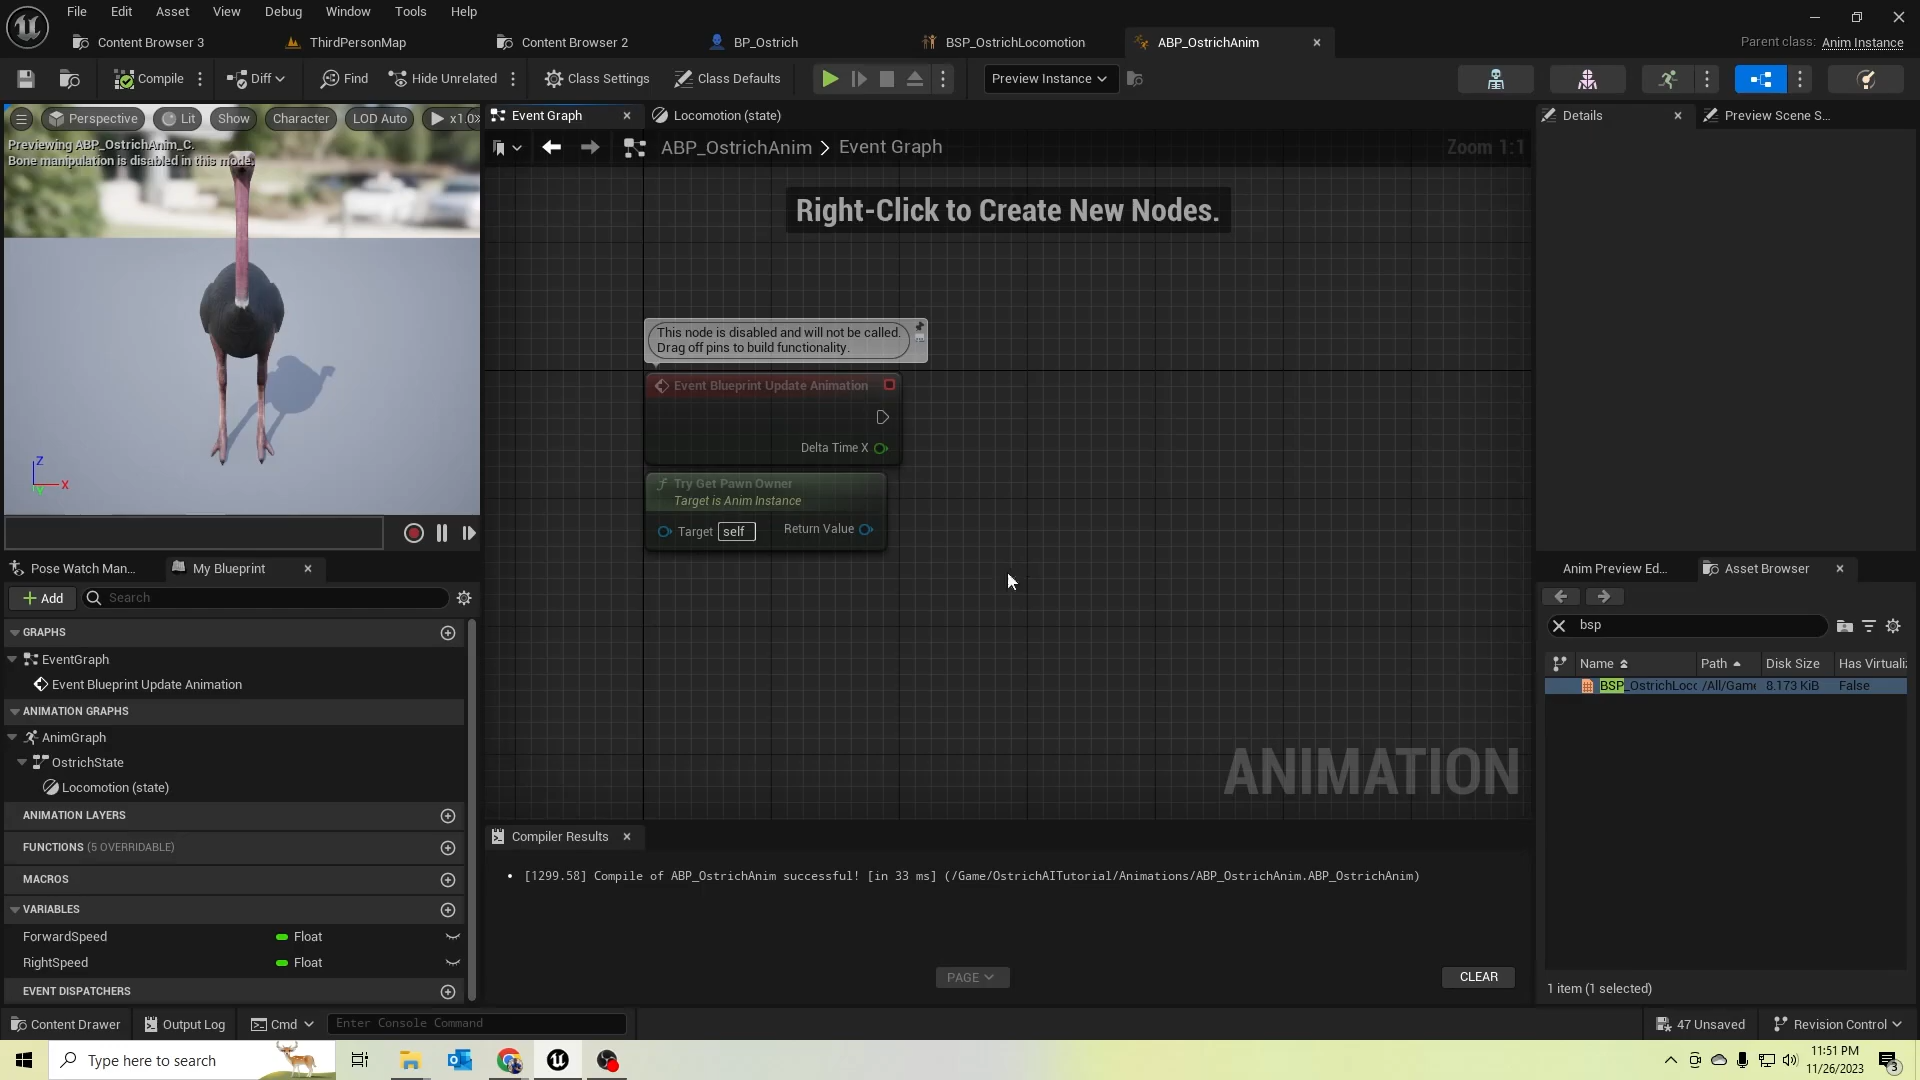 File Edit Asset View Debug Window Tools Help
Content Browser 3
ThirdPersonMap
Content Browser 2
BP_Ostrich
BSP_OstrichLocomotion
ABP_OstrichAnim
Parent class: Anim Instance
Compile
Diff
Find
Hide Unrelated
Class Settings
Class Defaults
Preview Instance
Perspective
Lit
Show
Character
LOD Auto
x1.0
Previewing ABP_OstrichAnim_C.
Bone manipulation is disabled in this mode.
Z
X
Y
Event Graph
Locomotion (state)
ABP_OstrichAnim > Event Graph
Zoom 1:1
Right-Click to Create New Nodes.
This node is disabled and will not be called.
Drag off pins to build functionality.
Event Blueprint Update Animation
Delta Time X
Try Get Pawn Owner
Target is Anim Instance
Target self
Return Value
ANIMATION
Details
Preview Scene S...
Pose Watch Man...
My Blueprint
Add
Search
GRAPHS
EventGraph
Event Blueprint Update Animation
ANIMATION GRAPHS
AnimGraph
OstrichState
Locomotion (state)
ANIMATION LAYERS
FUNCTIONS (5 OVERRIDABLE)
MACROS
VARIABLES
ForwardSpeed Float
RightSpeed Float
EVENT DISPATCHERS
Compiler Results
• [1299.58] Compile of ABP_OstrichAnim successful! [in 33 ms] (/Game/OstrichAITutorial/Animations/ABP_OstrichAnim.ABP_OstrichAnim)
PAGE
CLEAR
Anim Preview Ed...
Asset Browser
bsp
Name Path Disk Size Has Virtuali
BSP_OstrichLoco /All/Game 8.173 KiB False
1 item (1 selected)
Content Drawer
Output Log
Cmd
Enter Console Command
47 Unsaved
Revision Control
Type here to search
11:51 PM
11/26/2023
3